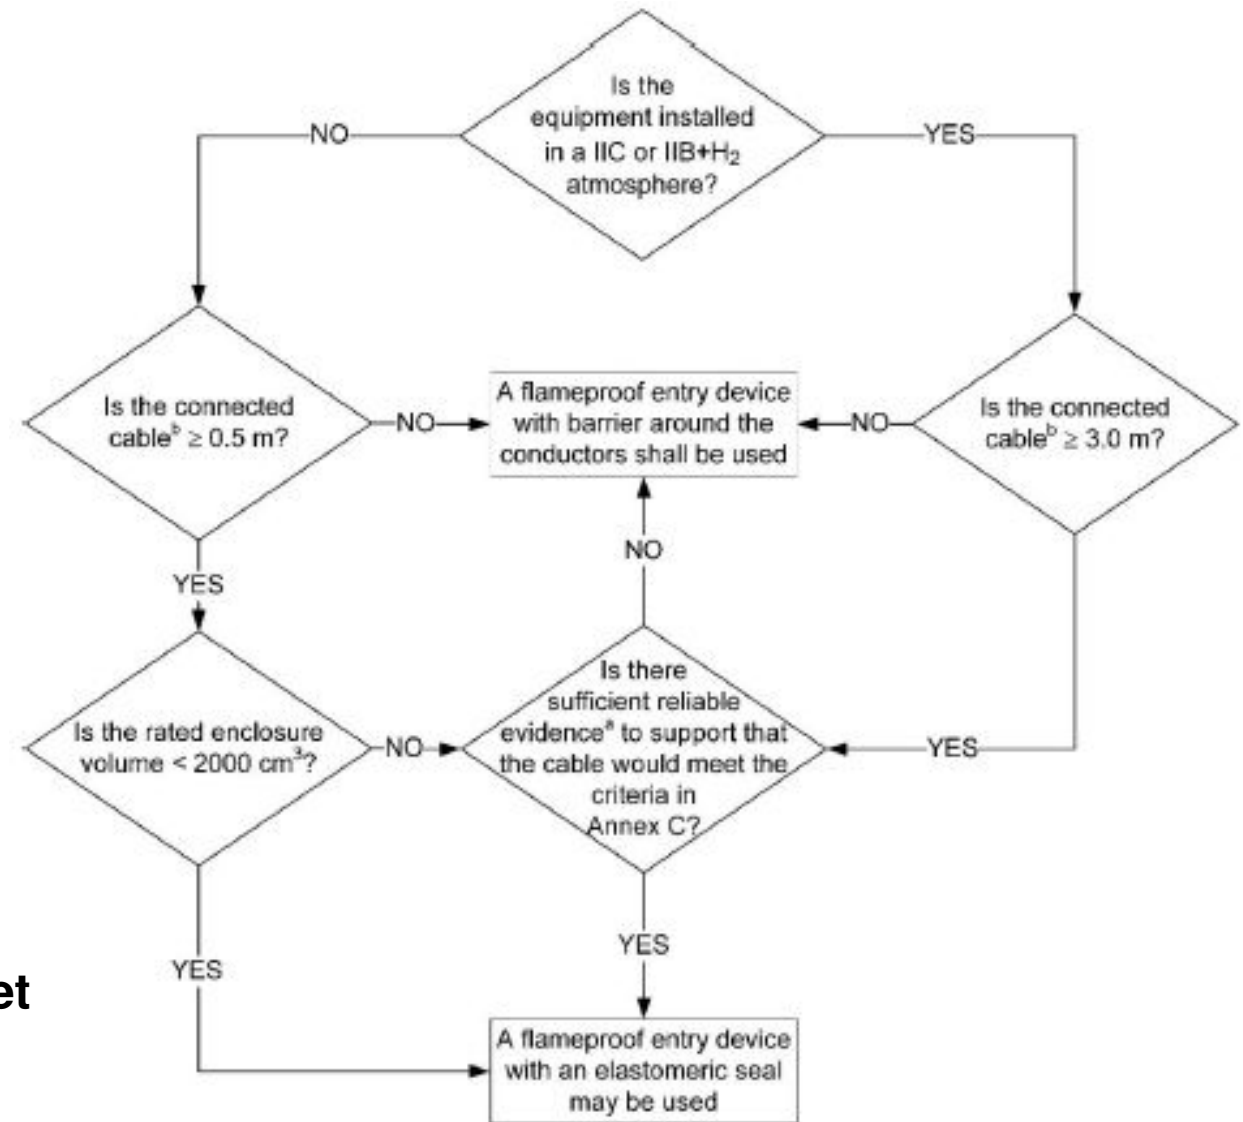 Is the
equipment installed
in a IIC or IIB+H₂
atmosphere?
NO
YES
Is the connected
cableᵇ ≥ 0.5 m?
NO
A flameproof entry device
with barrier around the
conductors shall be used
NO
Is the connected
cableᵇ ≥ 3.0 m?
YES
NO
Is the rated enclosure
volume < 2000 cm³?
NO
Is there
sufficient reliable
evidenceᵃ to support that
the cable would meet the
criteria in
Annex C?
YES
YES
YES
et
A flameproof entry device
with an elastomeric seal
may be used